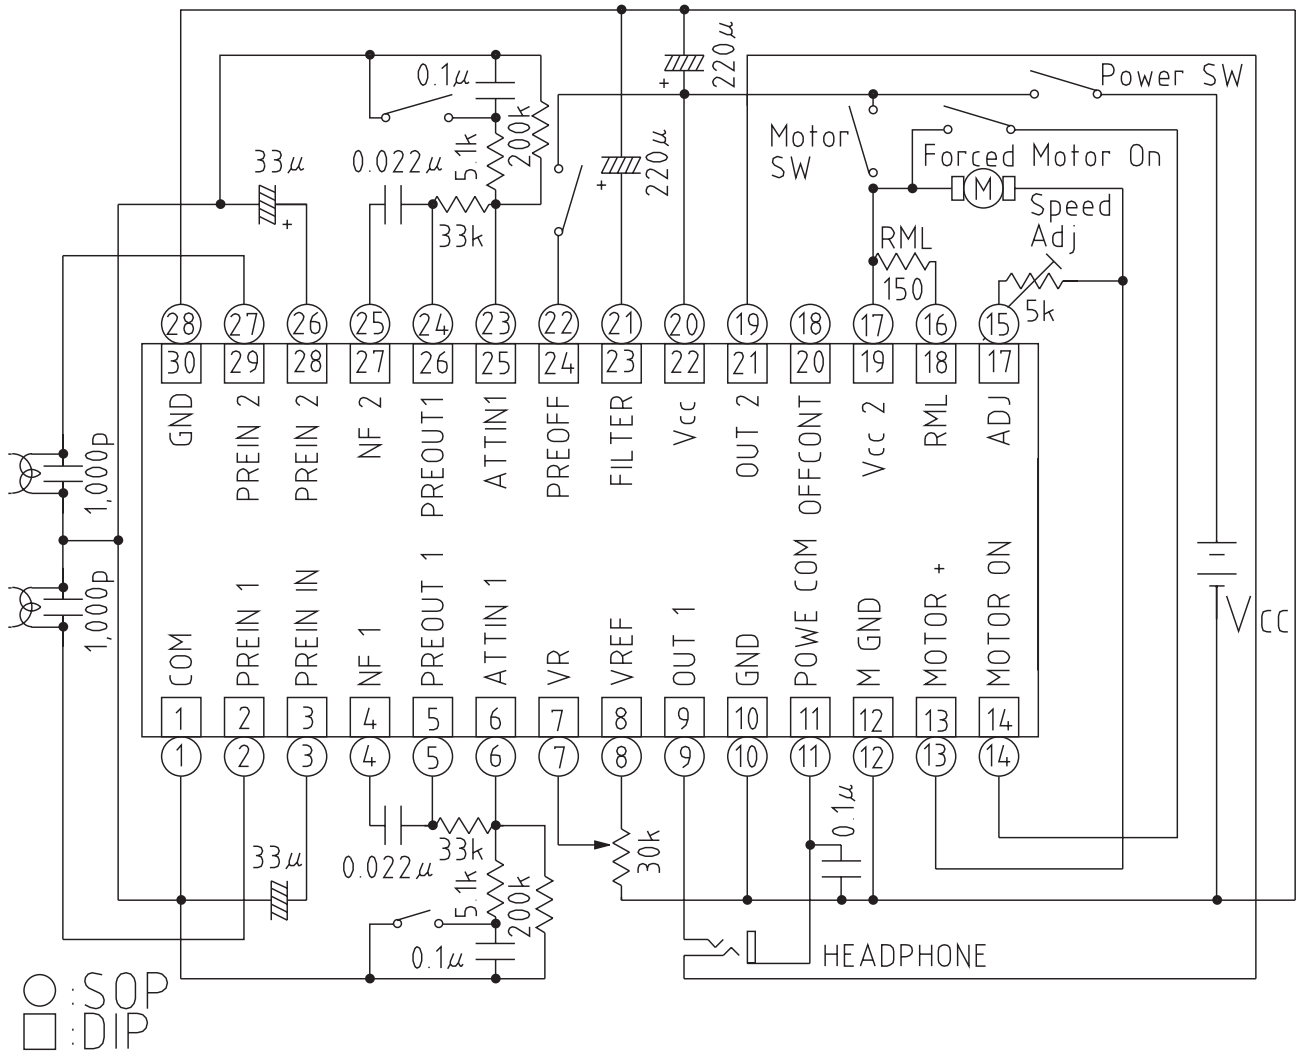 220μ
Power SW
0.1μ
200k
Motor
SW
33μ
0.022μ
5.1k
+
220μ
+
Forced Motor On
M
+
33k
Speed
Adj
RML
150
5k
28 27 26 25 24 23 22 21 20 19 18 17 16 15
30 29 28 27 26 25 24 23 22 21 20 19 18 17
GND
PREIN 2
PREIN 2
NF 2
PREOUT1
ATTIN1
PREOFF
FILTER
Vcc
OUT 2
OFFCONT
Vcc 2
RML
ADJ
1,000p
1,000p
COM
PREIN 1
PREIN IN
NF 1
PREOUT 1
ATTIN 1
VR
VREF
OUT 1
GND
POWE COM
M GND
MOTOR +
MOTOR ON
Vcc
1 2 3 4 5 6 7 8 9 10 11 12 13 14
1 2 3 4 5 6 7 8 9 10 11 12 13 14
33μ
0.022μ
33k
5.1k
200k
30k
0.1μ
0.1μ
HEADPHONE
:SOP
:DIP